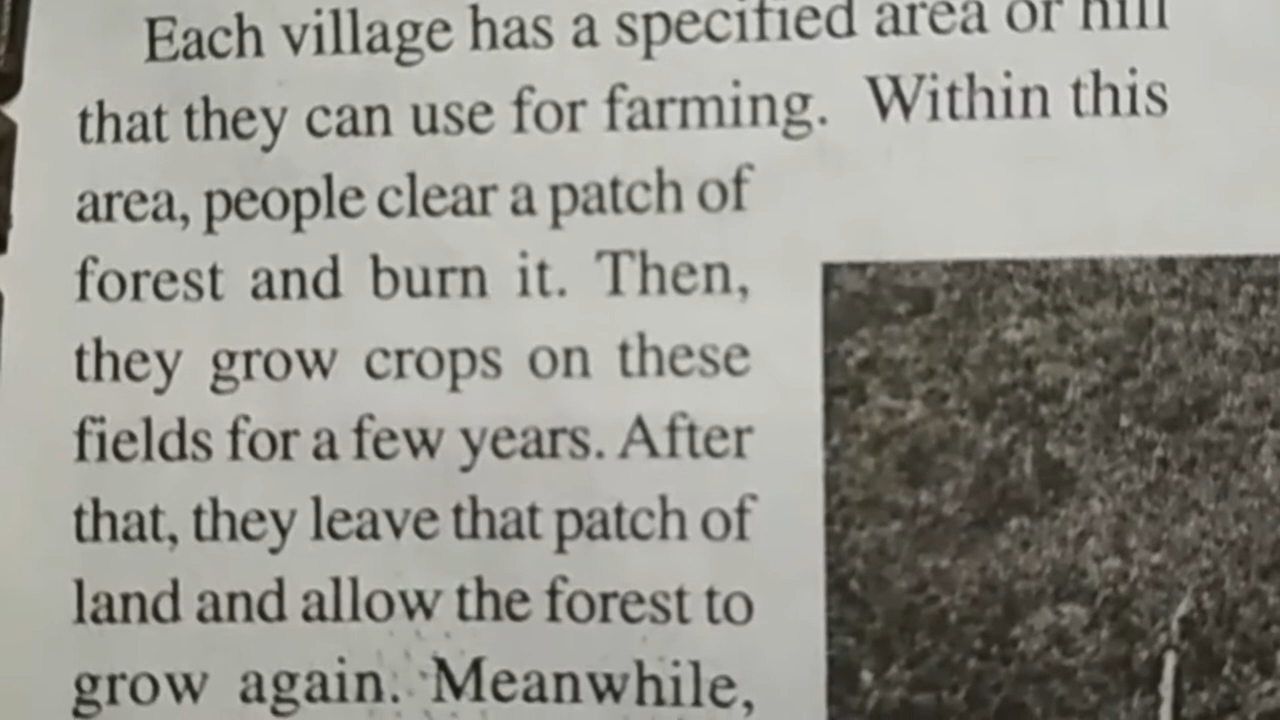 Each village has a specified area or hill
that they can use for farming. Within this
area, people clear a patch of
forest and burn it. Then,
they grow crops on these
fields for a few years. After
that, they leave that patch of
land and allow the forest to
grow again. Meanwhile,